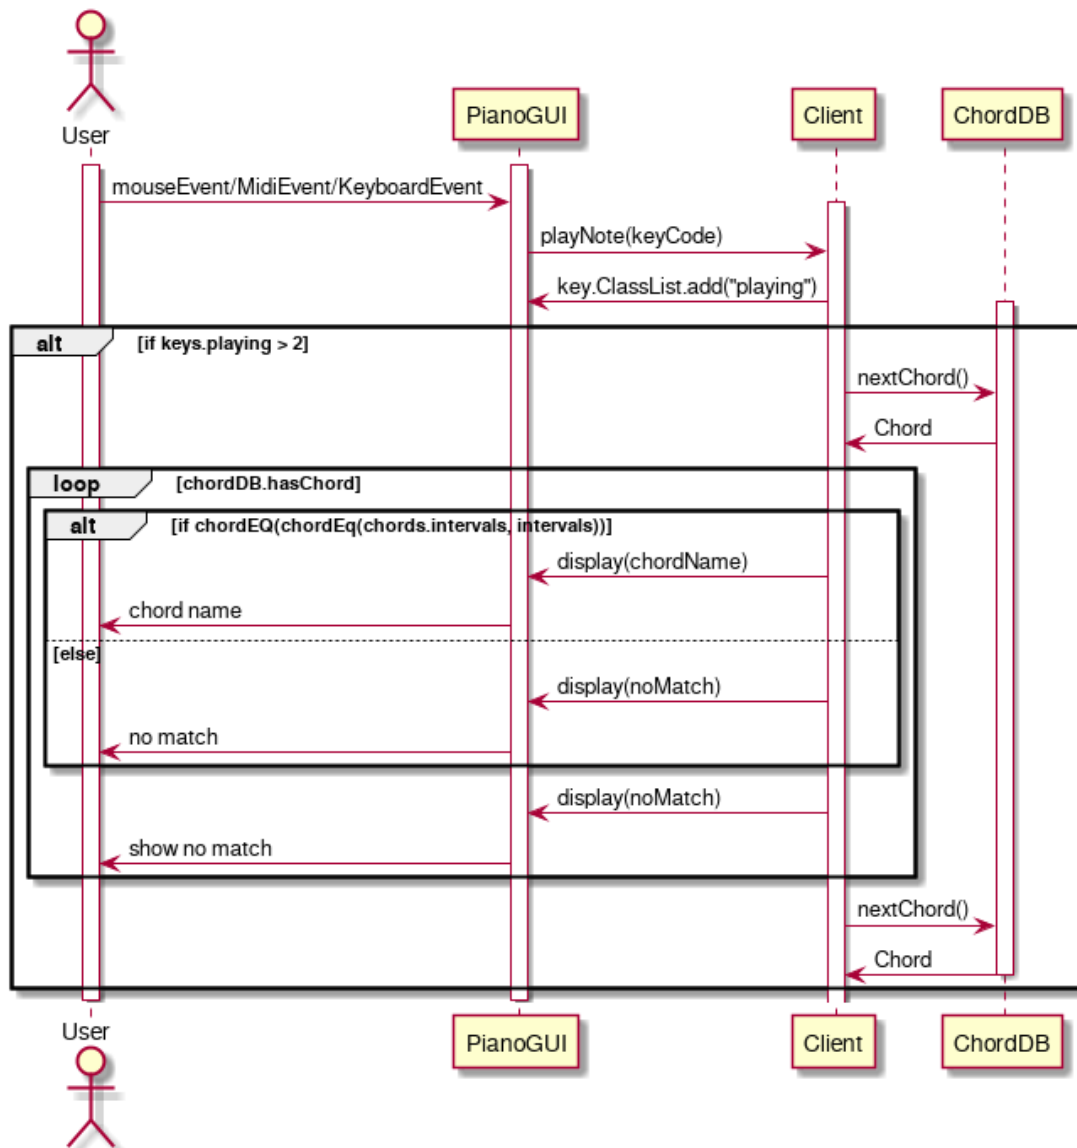 User
PianoGUI
Client
ChordDB
mouseEvent/MidiEvent/KeyboardEvent
playNote(keyCode)
key.ClassList.add("playing")
alt
[if keys.playing > 2]
nextChord()
Chord
loop
[chordDB.hasChord]
alt
[if chordEQ(chordEq(chords.intervals, intervals))]
display(chordName)
chord name
[else]
display(noMatch)
no match
display(noMatch)
show no match
nextChord()
Chord
User
PianoGUI
Client
ChordDB